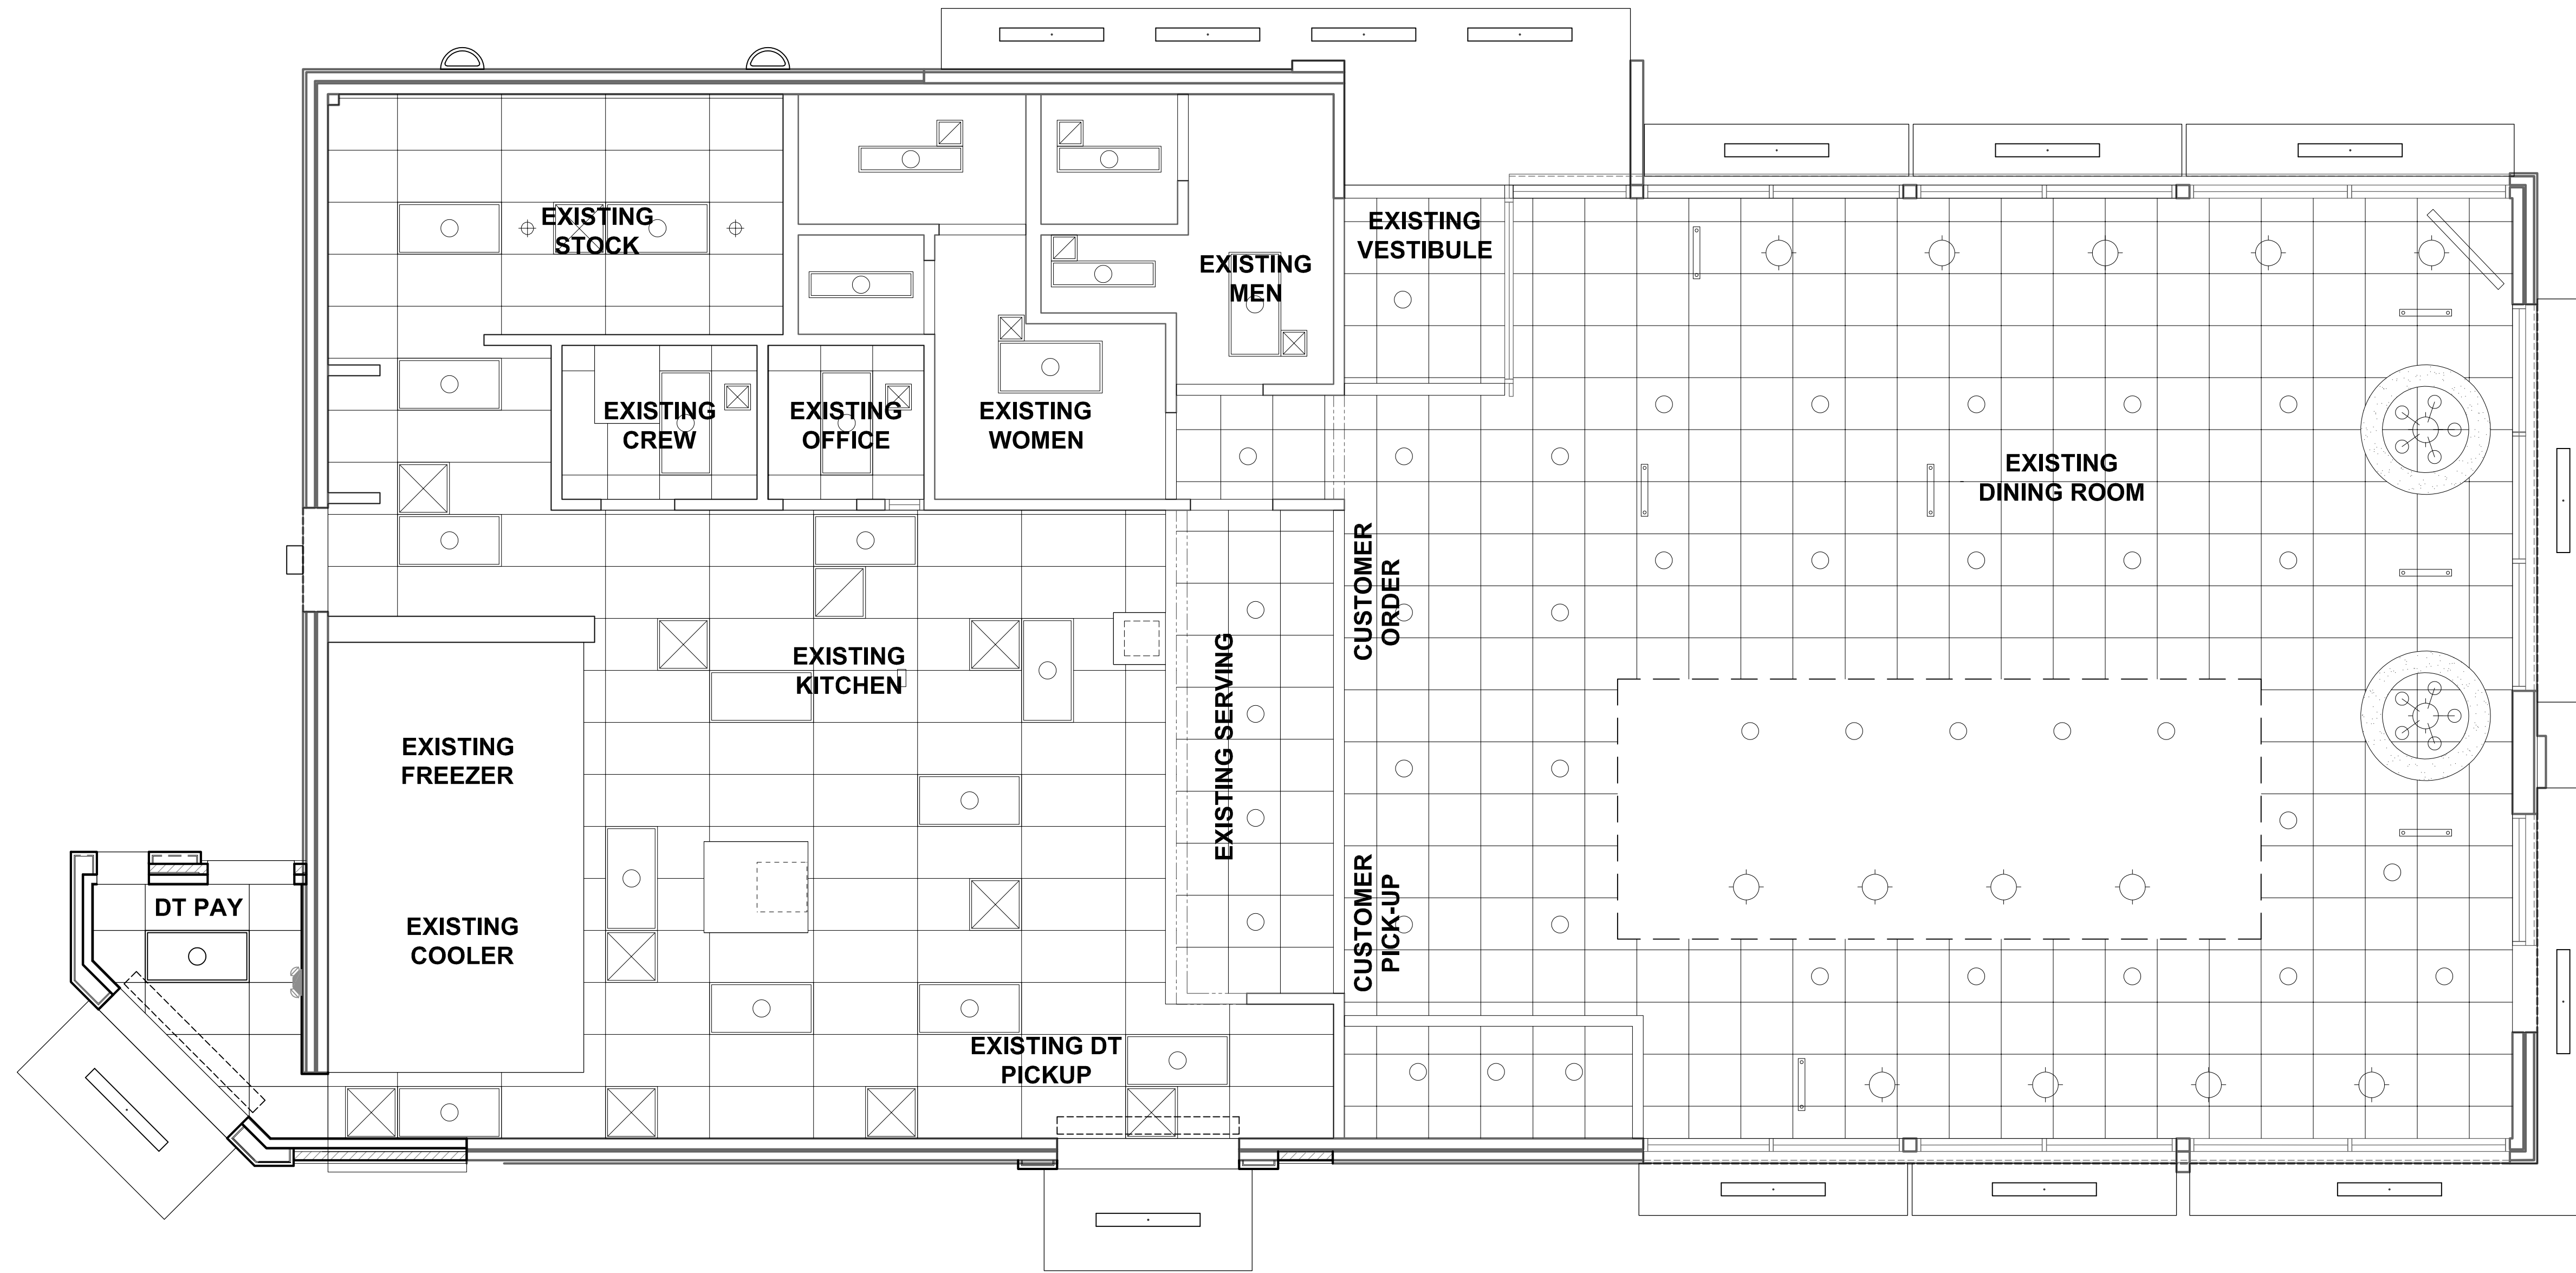 EXISTING
STOCK
EXISTING
VESTIBULE
EXISTING
MEN
EXISTING
CREW
EXISTING
OFFICE
EXISTING
WOMEN
EXISTING
DINING ROOM
CUSTOMER
ORDER
EXISTING
KITCHEN
EXISTING SERVING
EXISTING
FREEZER
DT PAY
EXISTING
COOLER
CUSTOMER
PICK-UP
EXISTING DT
PICKUP